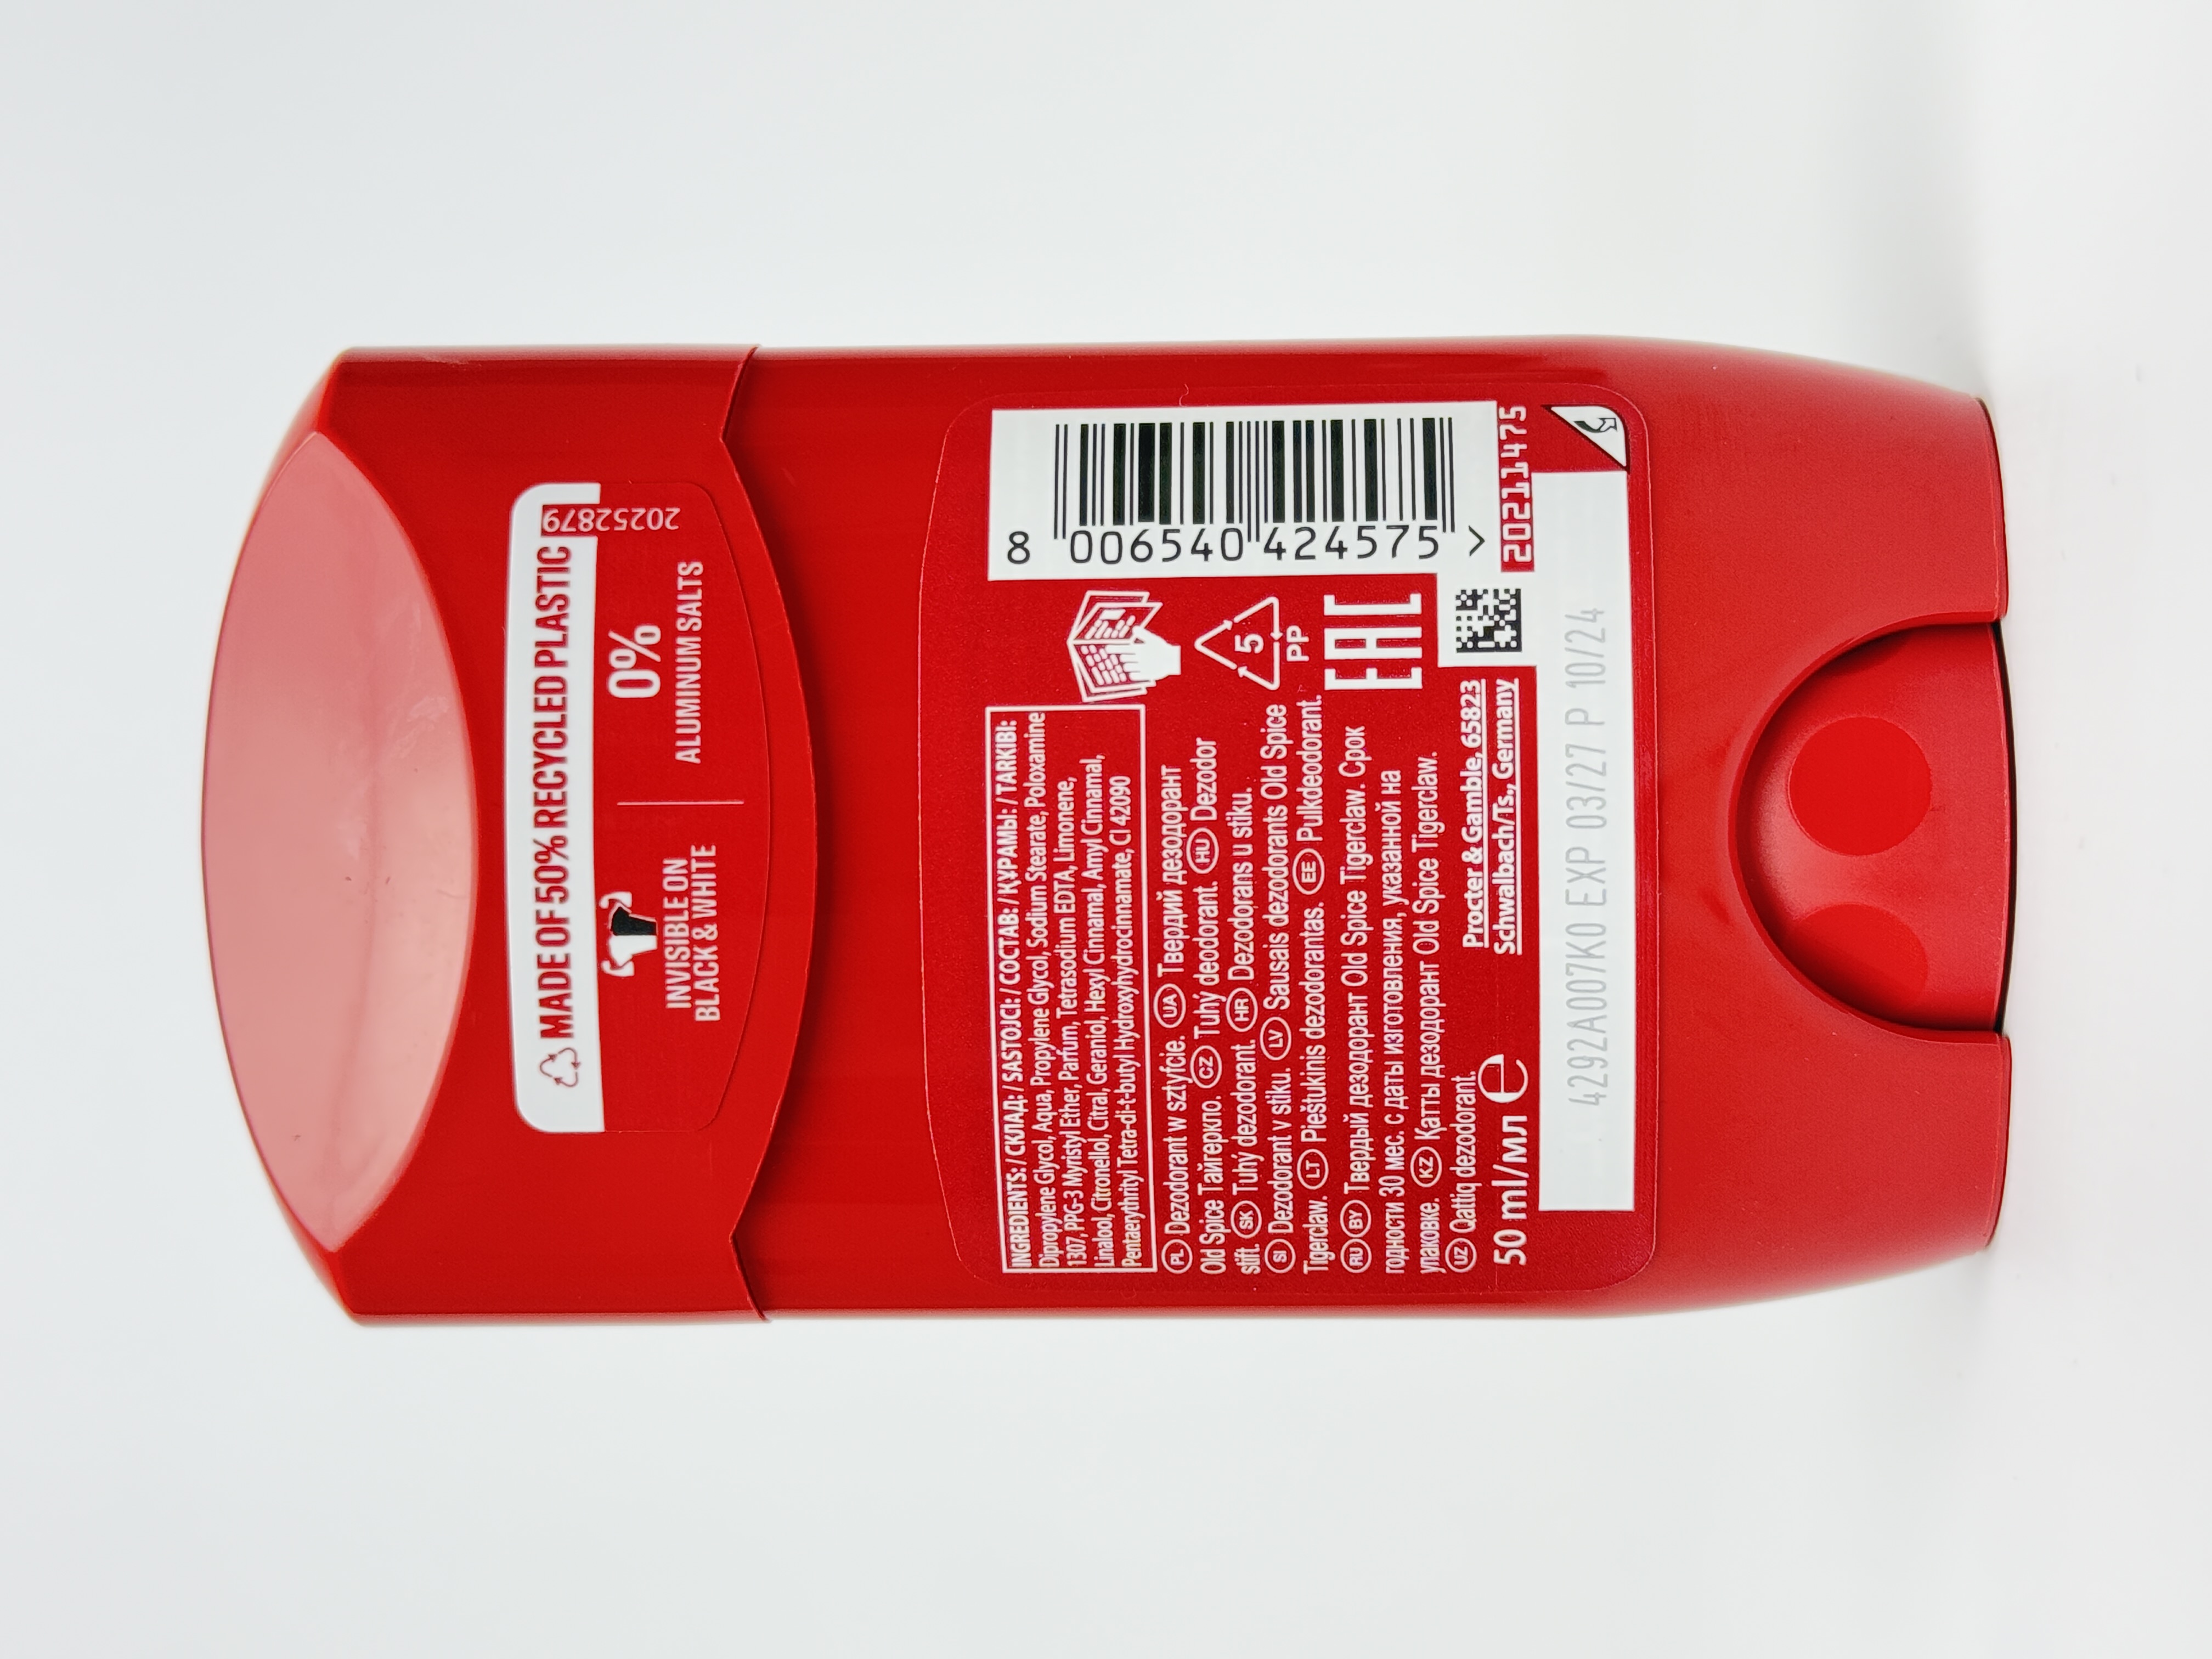 MADE OF 50% RECYCLED PLASTIC
20252879
INVISIBLE ON
BLACK & WHITE
0%
ALUMINUM SALTS
INGREDIENTS: / СКЛАД: / SASTOJCI: / СОСТАВ: / ҚҰРАМЫ: / TARKIBI:
Dipropylene Glycol, Aqua, Propylene Glycol, Sodium Stearate, Poloxamine
1307, PPG-3 Myristyl Ether, Parfum, Tetrasodium EDTA, Limonene,
Linalool, Citronellol, Citral, Geraniol, Hexyl Cinnamal, Amyl Cinnamal,
Pentaerythrityl Tetra-di-t-butyl Hydroxyhydrocinnamate, CI 42090
PL Dezodorant w sztyfcie. UA Твердий дезодорант
Old Spice Тайгеркло. CZ Tuhý deodorant. HU Dezodor
stift. SK Tuhý dezodorant. HR Dezodorans u stiku.
SI Dezodorant v stiku. LV Sausais dezodorants Old Spice
Tigerclaw. LT Pieštukinis dezodorantas. EE Pulkdeodorant.
RU BY Твердый дезодорант Old Spice Tigerclaw. Срок
годности 30 мес. с даты изготовления, указанной на
упаковке. KZ Қатты дезодорант Old Spice Tigerclaw.
UZ Qattiq dezodorant.
Procter & Gamble, 65823
Schwalbach/Ts., Germany
50 ml/мл e
5
PP
EAC
8 006540 424575 >
20211475
4292A007K0 EXP 03/27 P 10/24